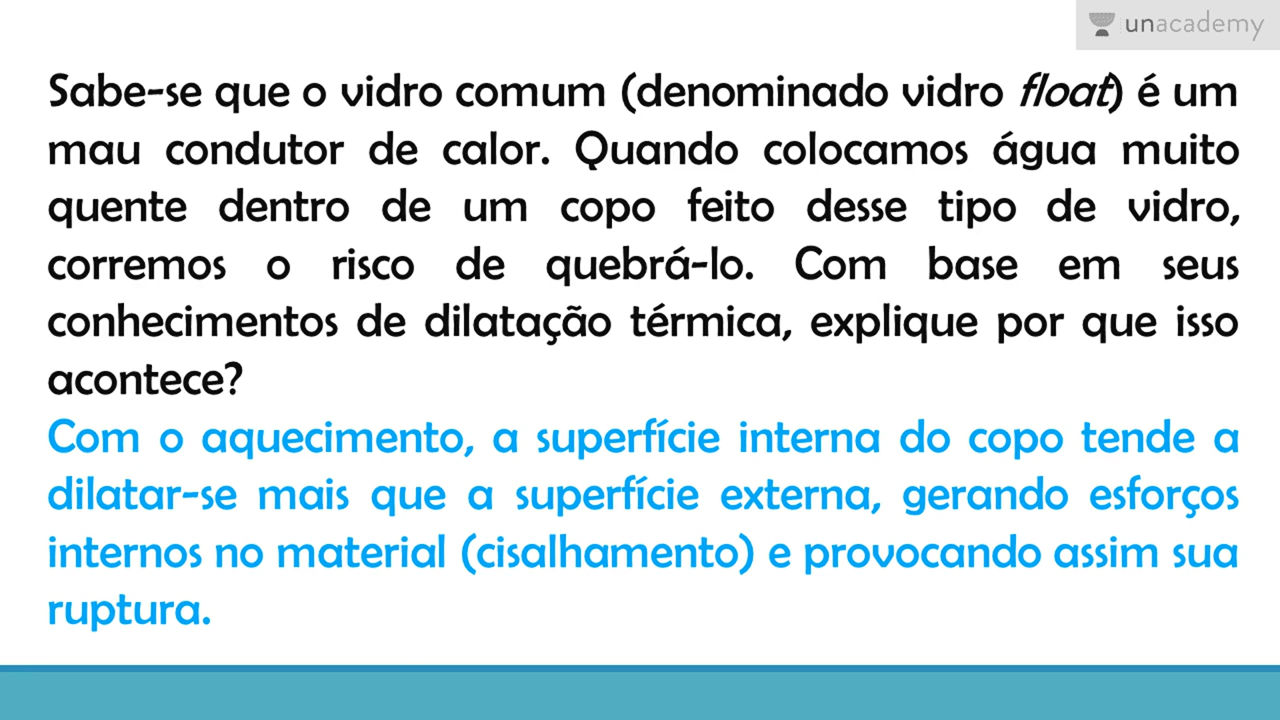 unacademy
Sabe-se que o vidro comum (denominado vidro float) é um
mau condutor de calor. Quando colocamos água muito
quente dentro de um copo feito desse tipo de vidro,
corremos o risco de quebrá-lo. Com base em seus
conhecimentos de dilatação térmica, explique por que isso
acontece?
Com o aquecimento, a superfície interna do copo tende a
dilatar-se mais que a superfície externa, gerando esforços
internos no material (cisalhamento) e provocando assim sua
ruptura.